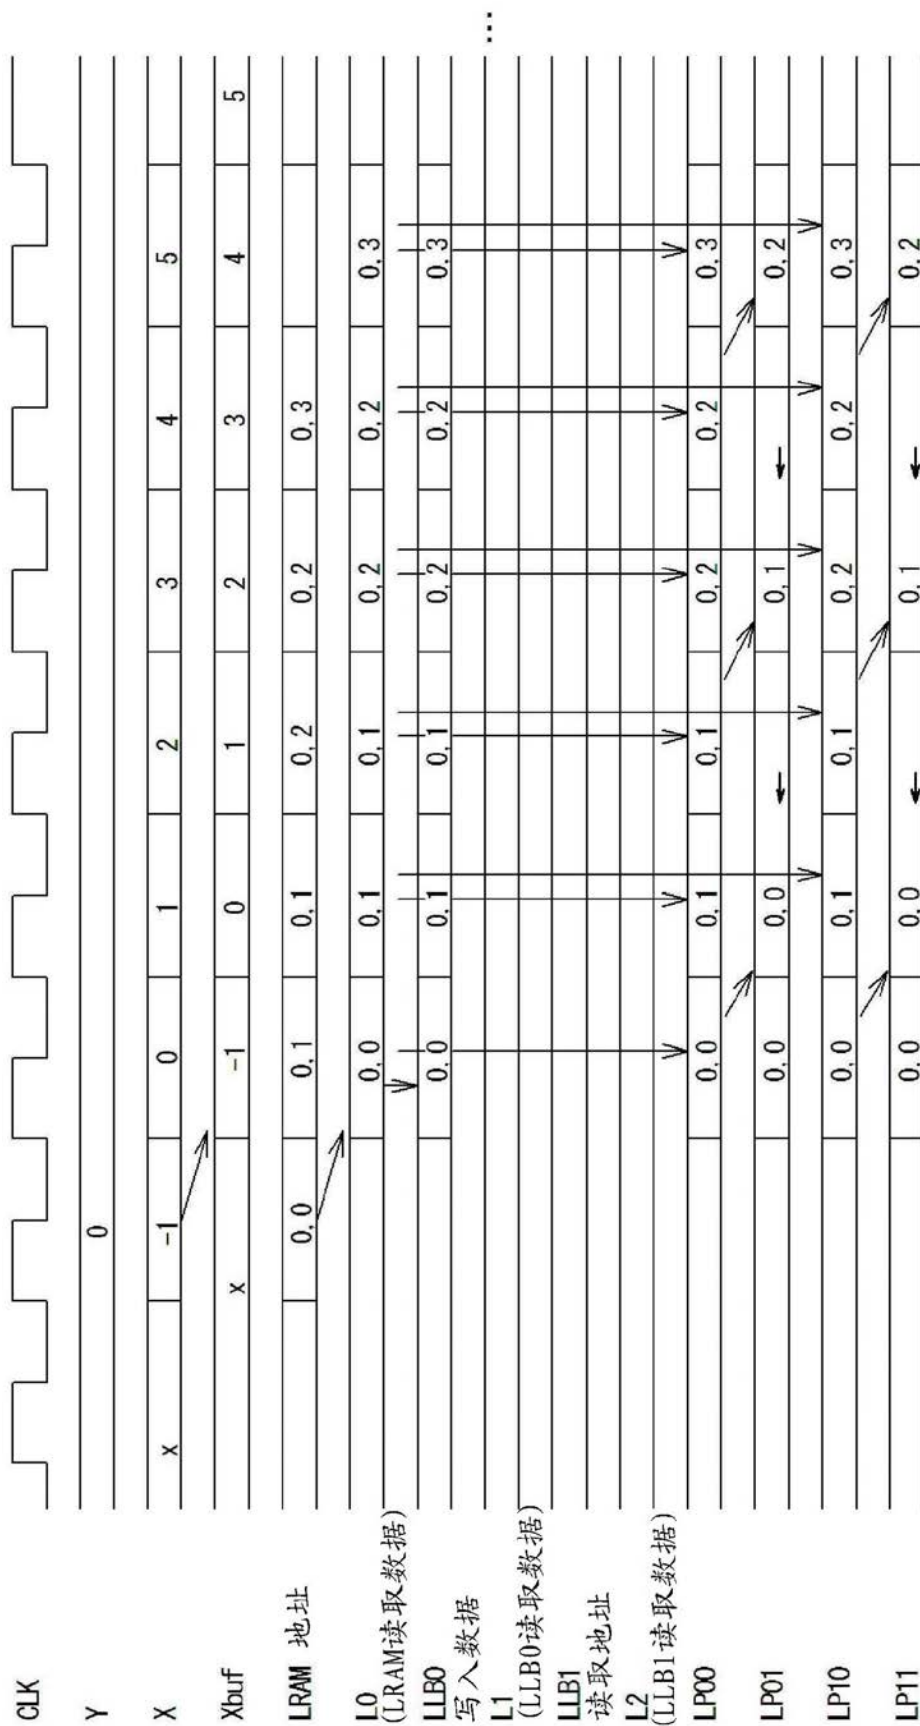 CLK
Y 0
X x -1 0 1 2 3 4 5
Xbuf x -1 0 1 2 3 4 5
LRAM 地址 0,0 0,1 0,1 0,2 0,2 0,3
L0 0,0 0,1 0,1 0,2 0,2 0,3
(LRAM读取数据)
LLB0 0,0 0,1 0,1 0,2 0,2 0,3
写入数据
L1
(LLB0读取数据)
LLB1
读取地址
L2
(LLB1读取数据)
LP00 0,0 0,1 0,1 0,2 0,2 0,3
LP01 0,0 0,0 0,1 0,2
LP10 0,0 0,1 0,1 0,2 0,2 0,3
LP11 0,0 0,0 0,1 0,2
...